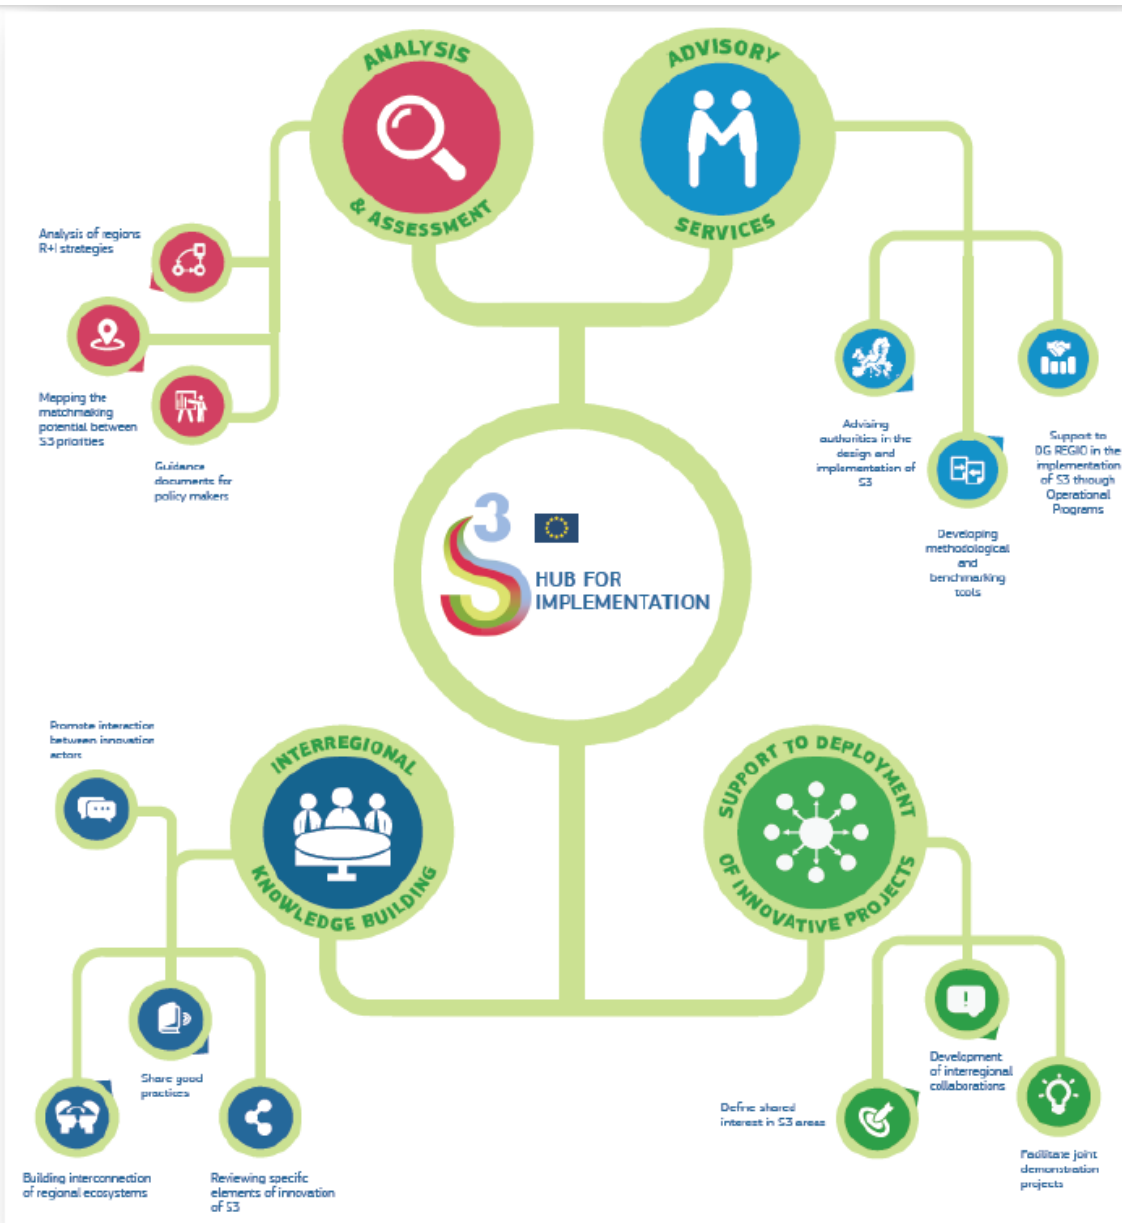 ANALYSIS
& ASSESSMENT
ADVISORY
SERVICES
Analysis of regions
R+I strategies
Mapping the
matchmaking
potential between
S3 priorities
Guidance
documents for
policy makers
Advising
authorities in the
design and
implementation of
S3
Developing
methodological
and
benchmarking
tools
Support to
DG REGIO in the
implementation
of S3 through
Operational
Programs
S3
HUB FOR
IMPLEMENTATION
Promote interaction
between innovation
actors
INTERREGIONAL
KNOWLEDGE BUILDING
Share good
practices
Building interconnection
of regional ecosystems
Reviewing specific
elements of innovation
of S3
SUPPORT TO DEPLOYMENT
OF INNOVATIVE PROJECTS
Define shared
interest in S3 areas
Development
of interregional
collaborations
Facilitate joint
demonstration
projects